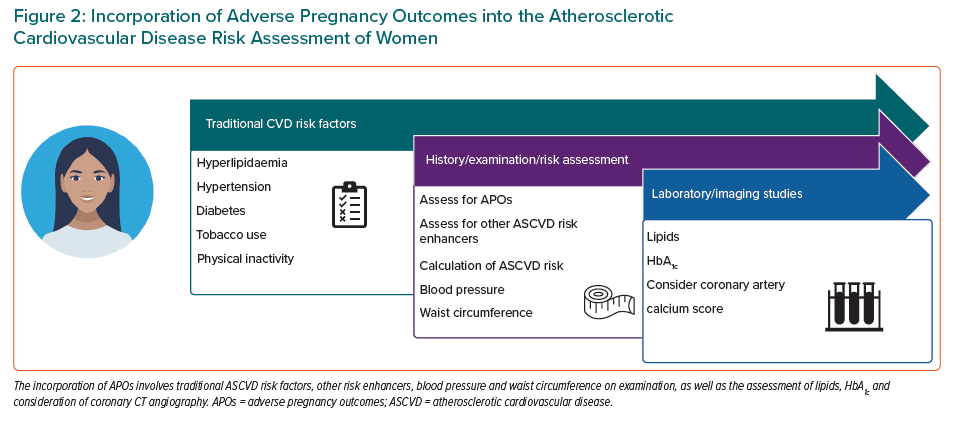 Figure 2: Incorporation of Adverse Pregnancy Outcomes into the Atherosclerotic
Cardiovascular Disease Risk Assessment of Women
Traditional CVD risk factors
Hyperlipidaemia
Hypertension
Diabetes
Tobacco use
Physical inactivity
History/examination/risk assessment
Assess for APOs
Assess for other ASCVD risk
enhancers
Calculation of ASCVD risk
Blood pressure
Waist circumference
Laboratory/imaging studies
Lipids
HbA1c
Consider coronary artery
calcium score
The incorporation of APOs involves traditional ASCVD risk factors, other risk enhancers, blood pressure and waist circumference on examination, as well as the assessment of lipids, HbA1c and
consideration of coronary CT angiography. APOs = adverse pregnancy outcomes; ASCVD = atherosclerotic cardiovascular disease.